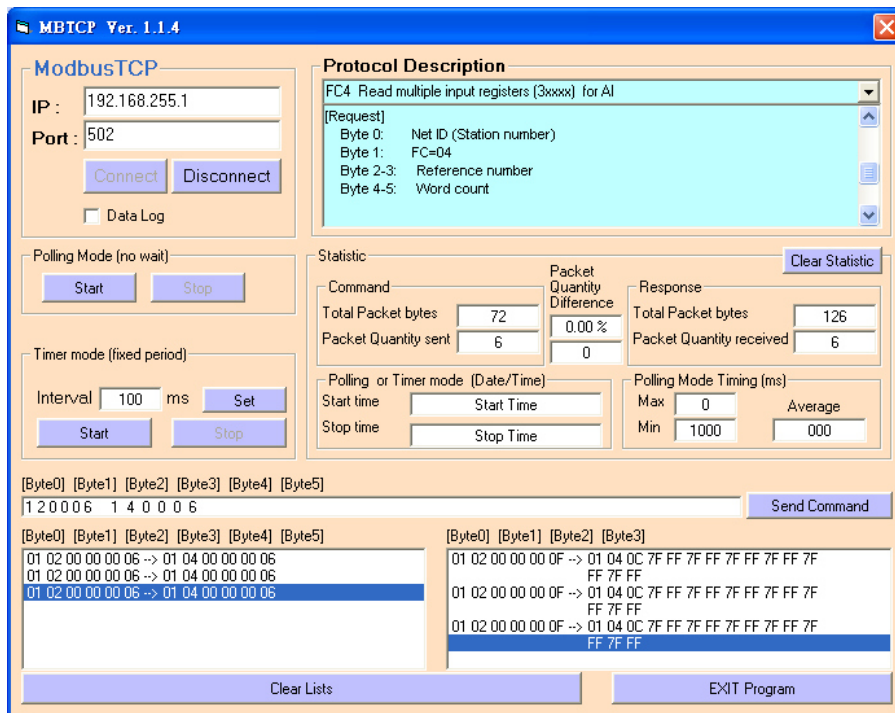 MBTCP Ver. 1.1.4
ModbusTCP
IP : 192.168.255.1
Port : 502
Connect Disconnect
Data Log
Protocol Description
FC4 Read multiple input registers (3xxxx) for AI
[Request]
Byte 0: Net ID (Station number)
Byte 1: FC=04
Byte 2-3: Reference number
Byte 4-5: Word count
Polling Mode (no wait)
Start Stop
Timer mode (fixed period)
Interval 100 ms Set
Start Stop
Statistic
Clear Statistic
Command
Total Packet bytes 72
Packet Quantity sent 6
Packet
Quantity
Difference
0.00 %
0
Response
Total Packet bytes 126
Packet Quantity received 6
Polling or Timer mode (Date/Time)
Start time Start Time
Stop time Stop Time
Polling Mode Timing (ms)
Max 0 Average
Min 1000 000
[Byte0] [Byte1] [Byte2] [Byte3] [Byte4] [Byte5]
1 2 0 0 0 6 1 4 0 0 0 6
Send Command
[Byte0] [Byte1] [Byte2] [Byte3] [Byte4] [Byte5]
01 02 00 00 00 06 --> 01 04 00 00 00 06
01 02 00 00 00 06 --> 01 04 00 00 00 06
01 02 00 00 00 06 --> 01 04 00 00 00 06
[Byte0] [Byte1] [Byte2] [Byte3]
01 02 00 00 00 0F --> 01 04 0C 7F FF 7F FF 7F FF 7F FF 7F
FF 7F FF
01 02 00 00 00 0F --> 01 04 0C 7F FF 7F FF 7F FF 7F FF 7F
FF 7F FF
01 02 00 00 00 0F --> 01 04 0C 7F FF 7F FF 7F FF 7F FF 7F
FF 7F FF
Clear Lists
EXIT Program